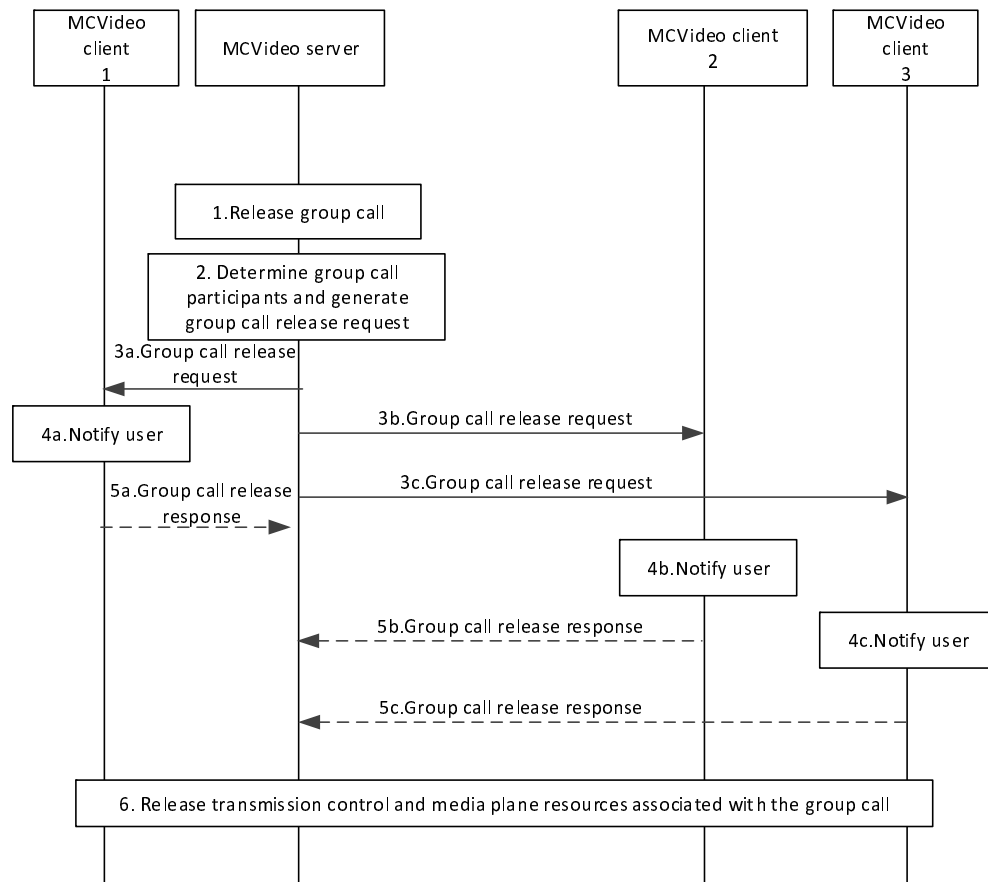 MCVideo
client
1
MCVideo server
MCVideo client
2
MCVideo
client
3
1.Release group call
2. Determine group call
participants and generate
group call release request
3a.Group call release
request
4a.Notify user
3b.Group call release request
3c.Group call release request
5a.Group call release
response
4b.Notify user
5b.Group call release response
4c.Notify user
5c.Group call release response
6. Release transmission control and media plane resources associated with the group call